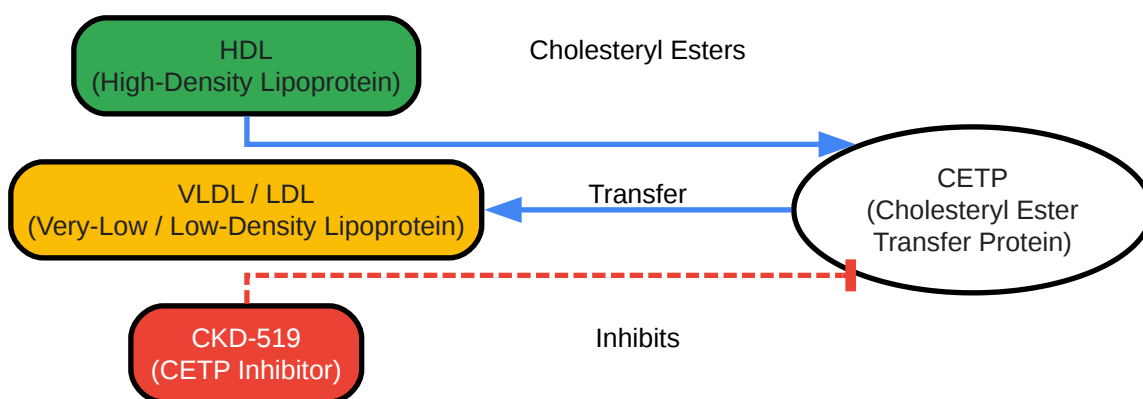 HDL
(High-Density Lipoprotein)
Cholesteryl Esters
VLDL / LDL
(Very-Low / Low-Density Lipoprotein)
Transfer
CETP
(Cholesteryl Ester
Transfer Protein)
CKD-519
(CETP Inhibitor)
Inhibits